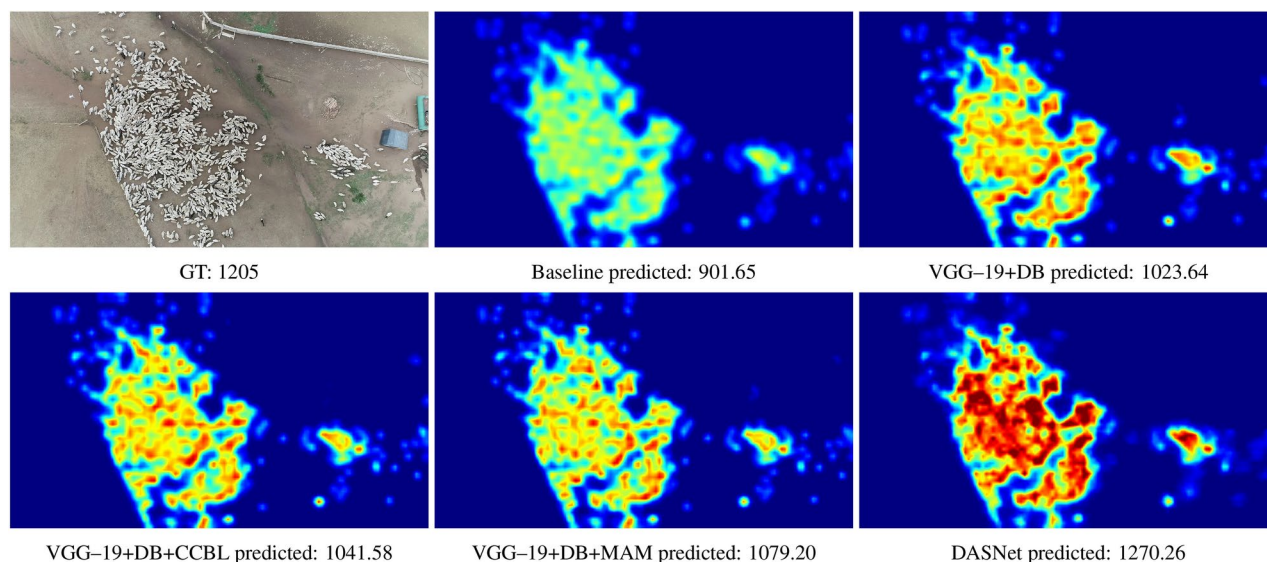 GT: 1205
Baseline predicted: 901.65
VGG–19+DB predicted: 1023.64
VGG–19+DB+CCBL predicted: 1041.58
VGG–19+DB+MAM predicted: 1079.20
DASNet predicted: 1270.26